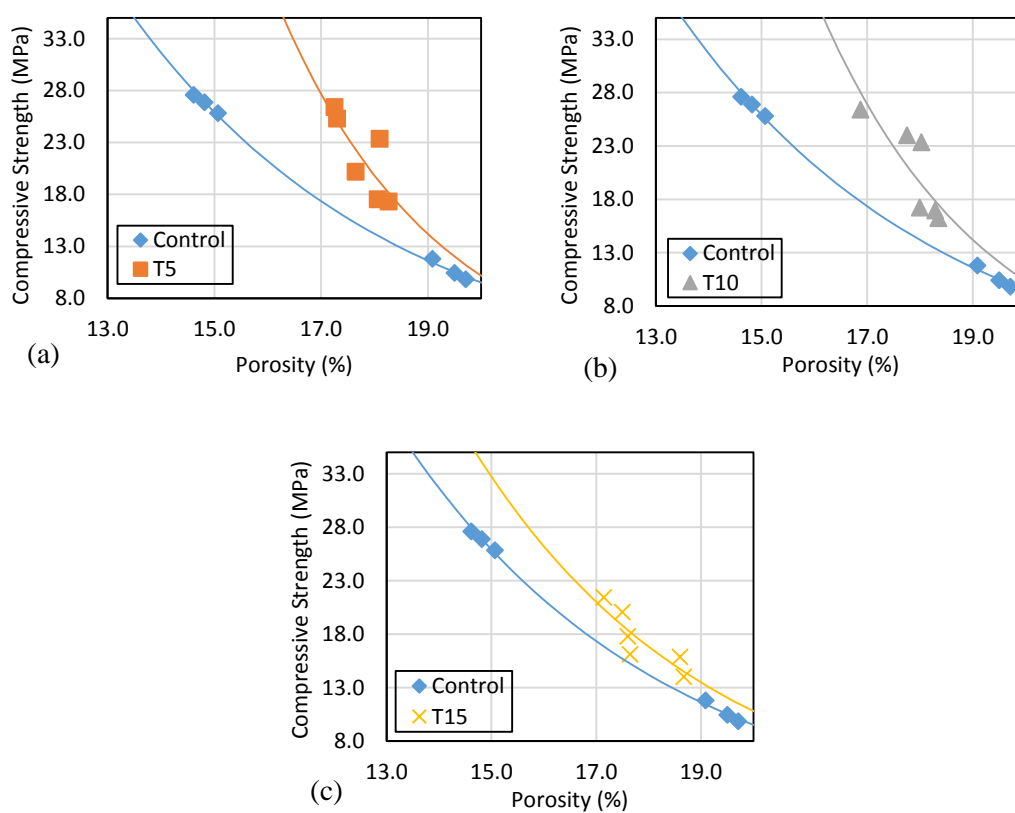 Compressive Strength (MPa)
33.0
28.0
23.0
18.0
13.0
8.0
Control
T5
13.0 15.0 17.0 19.0
Porosity (%)
(a)
Compressive Strength (MPa)
33.0
28.0
23.0
18.0
13.0
8.0
Control
T10
13.0 15.0 17.0 19.0
Porosity (%)
(b)
Compressive Strength (MPa)
33.0
28.0
23.0
18.0
13.0
8.0
Control
T15
13.0 15.0 17.0 19.0
Porosity (%)
(c)